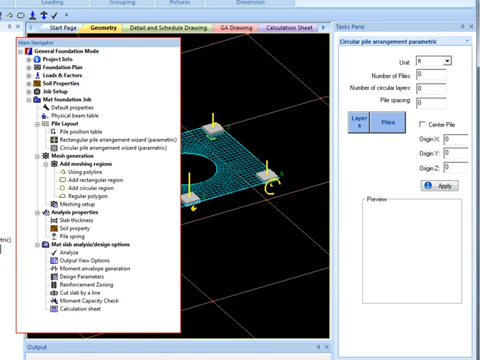 Loading
Grouping
Dimension
Start Page
Geometry
Detail and Schedule Drawing
GA Drawing
Calculation Sheet
Tasks Pane
Main Navigator
General Foundation Mode
Project Info
Foundation Plan
Loads & Factors
Soil Properties
Job Setup
Mat foundation Job
Default properties
Physical beam table
Pile Layout
Pile position table
Rectangular pile arrangement wizard (parametric)
Circular pile arrangement wizard (parametric)
Mesh generation
Add meshing regions
Using polyline
Add rectangular region
Add circular region
Regular polygon
Meshing setup
Analysis properties
Slab thickness
Soil property
Pile spring
Mat slab analysis/design options
Analyze
Output View Options
Moment envelope generation
Design Parameters
Reinforcement Zoning
Cut slab by a line
Moment Capacity Check
Calculation sheet
Output
Circular pile arrangement parametric
Unit: ft
Number of Piles: 0
Number of circular layers: 0
Pile spacing: 0
Layer
s
Piles
Center Pile
Origin X: 0
Origin Y: 0
Origin Z: 0
Apply
Preview